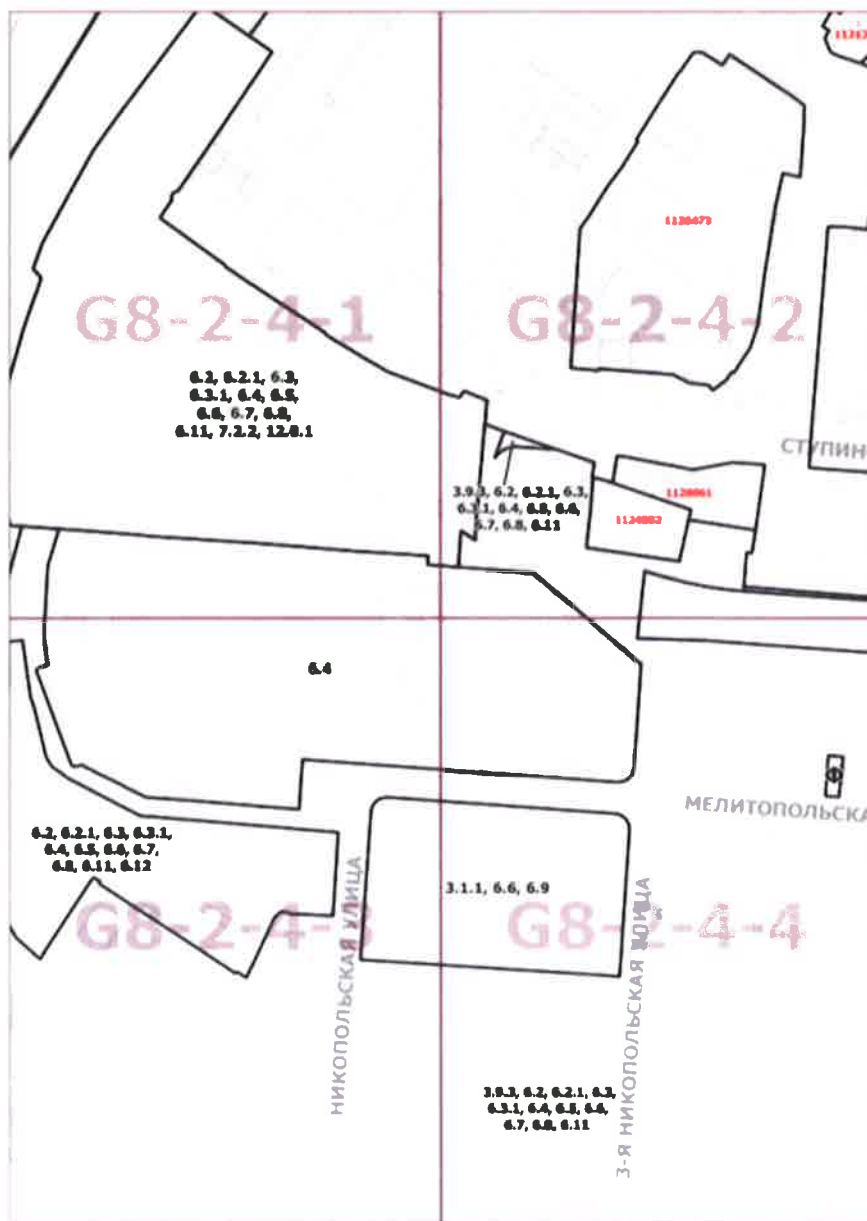 1128473
G8-2-4-1
G8-2-4-2
6.2, 6.2.1, 6.3,
6.3.1, 6.4, 6.5,
6.6, 6.7, 6.8,
6.11, 7.2.2, 12.0.1
3.9.3, 6.2, 6.2.1, 6.3,
6.3.1, 6.4, 6.5, 6.6,
6.7, 6.8, 6.11
6.4
МЕЛИТОПОЛЬСКА
6.2, 6.2.1, 6.3, 6.3.1,
6.4, 6.5, 6.6, 6.7,
6.8, 6.11, 6.12
3.1.1, 6.6, 6.9
G8-2-4-3
G8-2-4-4
НИКОПОЛЬСКАЯ УЛИЦА
3-Я НИКОПОЛЬСКАЯ УЛИЦА
3.9.3, 6.2, 6.2.1, 6.3,
6.3.1, 6.4, 6.5, 6.6,
6.7, 6.8, 6.11